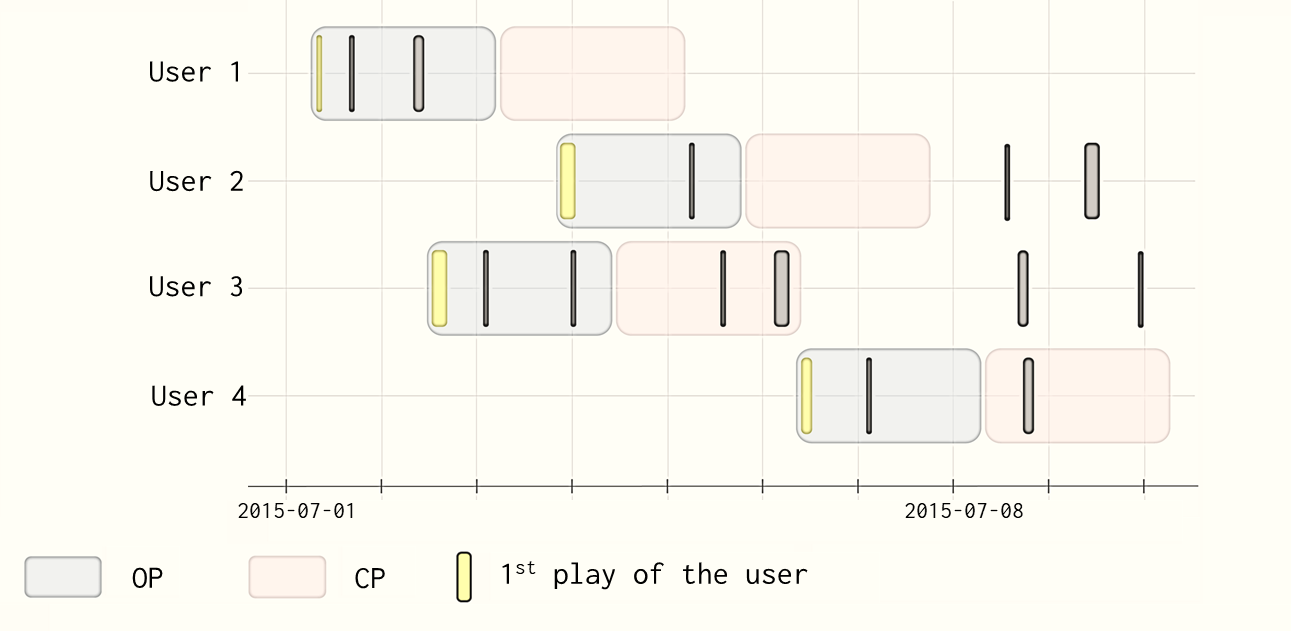 User 1
User 2
User 3
User 4
2015-07-01 2015-07-08
OP CP 1st play of the user